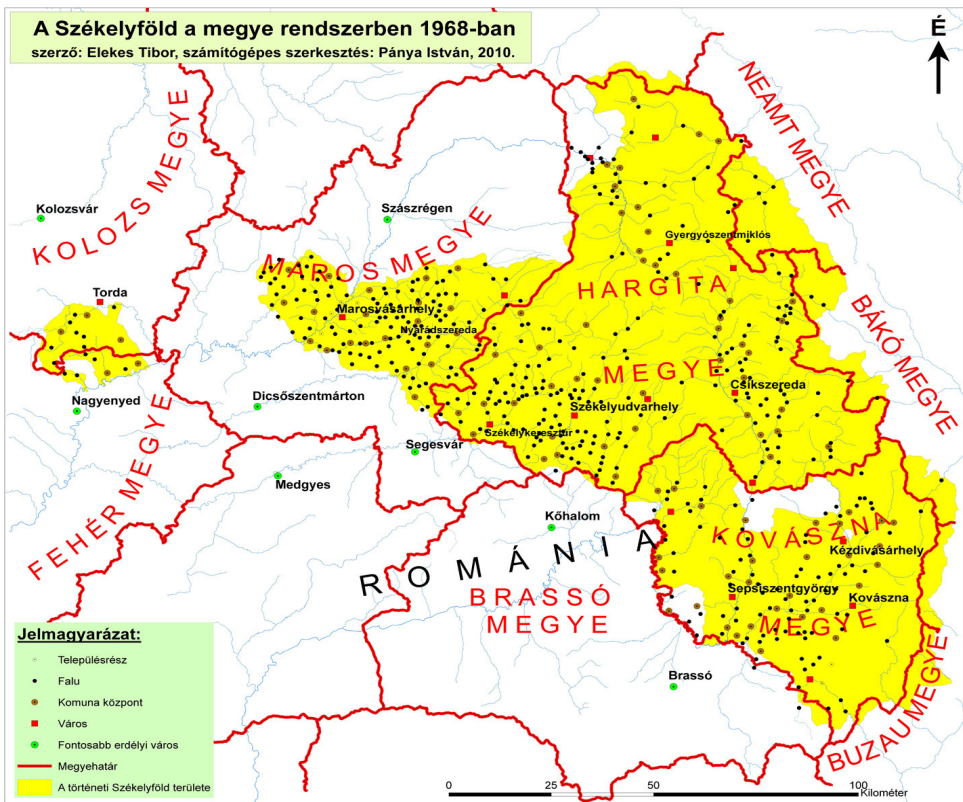 A Székelyföld a megye rendszerben 1968-ban
szerző: Elekes Tibor, számítógépes szerkesztés: Pánya István, 2010.
É
NEAMT MEGYE
KOLOZS MEGYE
Kolozsvár
Szászrégen
MAROS MEGYE
Gyergyószentmiklós
HARGITA
MEGYE
BÁKÓ MEGYE
Torda
Marosvásárhely
Nyárádszereda
Csíkszereda
Nagyenyed
Dicsőszentmárton
Székelyudvarhely
Székelykeresztúr
Segesvár
FEHÉR MEGYE
Medgyes
Kőhalom
KOVÁSZNA
MEGYE
Kézdivásárhely
ROMÁNIA
BRASSÓ
MEGYE
Sepsiszentgyörgy
Kovászna
Brassó
BUZAU MEGYE
Jelmagyarázat:
Településrész
Falu
Komuna központ
Város
Fontosabb erdélyi város
Megyehatár
A történeti Székelyföld területe
0 25 50 100
Kilométer